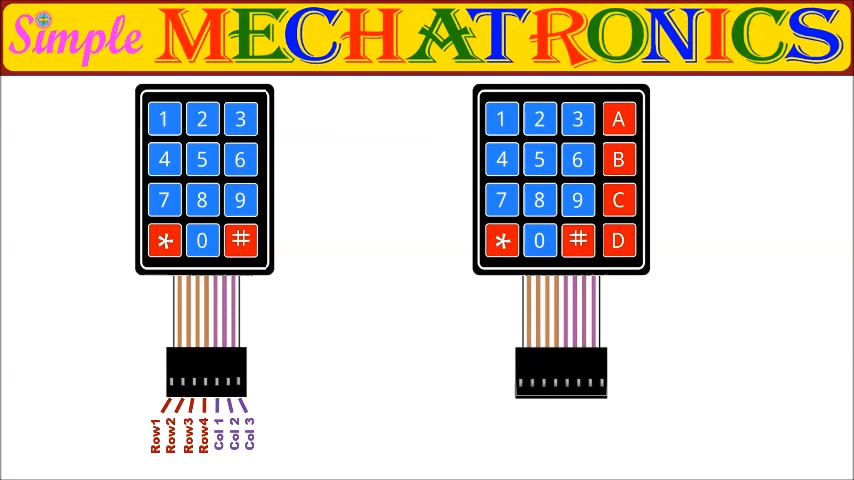 Simple MECHATRONICS
1 2 3
4 5 6
7 8 9
* 0 #
1 2 3 A
4 5 6 B
7 8 9 C
* 0 # D
Row1
Row2
Row3
Row4
Col 1
Col 2
Col 3